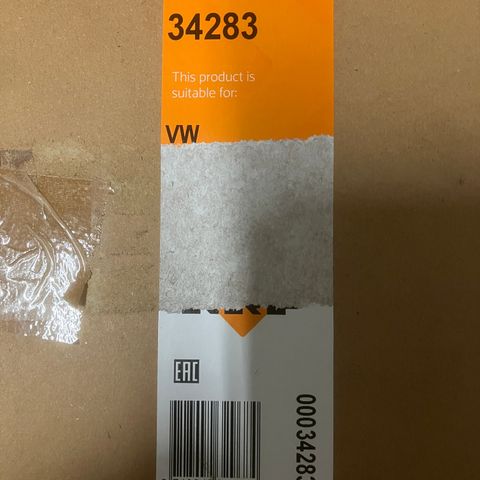 34283
This product is
suitable for:
VW
EAC
00034283